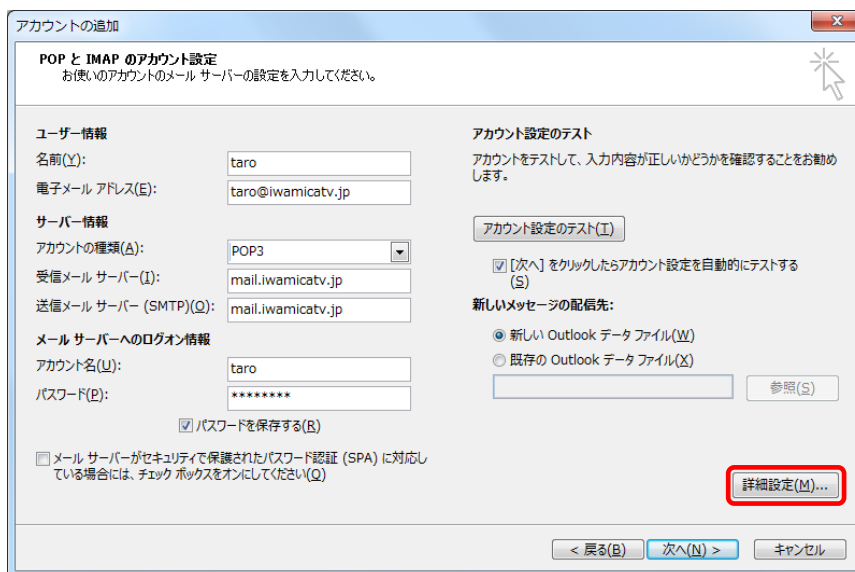 アカウントの追加
POP と IMAP のアカウント設定
お使いのアカウントのメール サーバーの設定を入力してください。
ユーザー情報
名前(Y):
taro
電子メール アドレス(E):
taro@iwamicatv.jp
サーバー情報
アカウントの種類(A):
POP3
受信メール サーバー(I):
mail.iwamicatv.jp
送信メール サーバー (SMTP)(O):
mail.iwamicatv.jp
メール サーバーへのログオン情報
アカウント名(U):
taro
パスワード(P):
********
パスワードを保存する(R)
メール サーバーがセキュリティで保護されたパスワード認証 (SPA) に対応し
ている場合には、チェック ボックスをオンにしてください(Q)
アカウント設定のテスト
アカウントをテストして、入力内容が正しいかどうかを確認することをお勧め
します。
アカウント設定のテスト(T)
[次へ] をクリックしたらアカウント設定を自動的にテストする
(S)
新しいメッセージの配信先:
新しい Outlook データ ファイル(W)
既存の Outlook データ ファイル(X)
参照(S)
詳細設定(M)...
< 戻る(B)
次へ(N) >
キャンセル